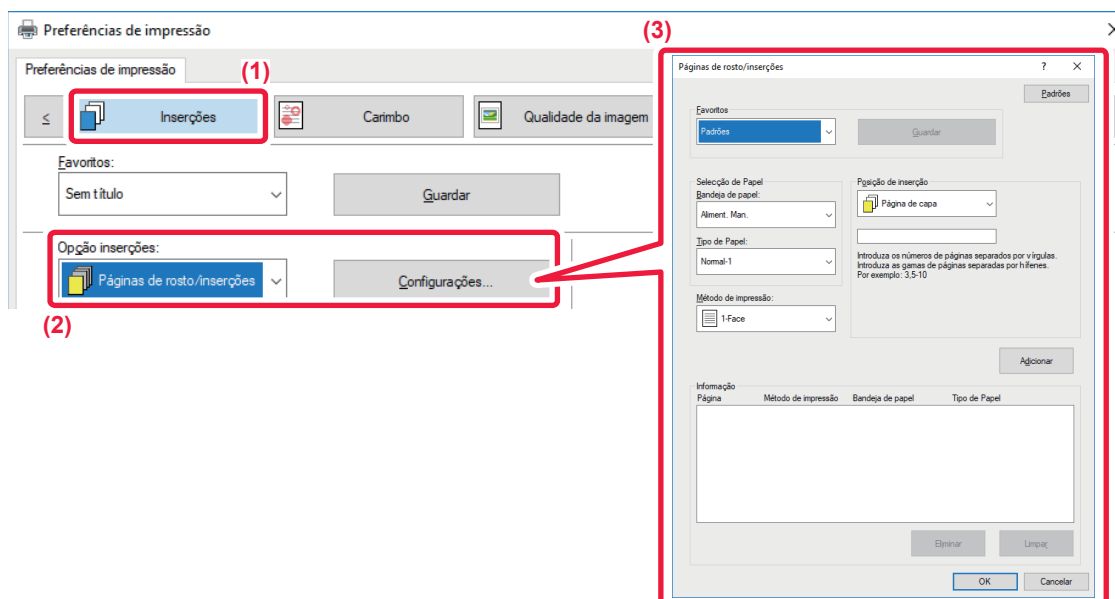 Preferências de impressão
(3)
Preferências de impressão
(1)
<
Inserções
Carimbo
Qualidade da imagem
Favoritos:
Sem título
Guardar
Opção inserções:
Páginas de rosto/inserções
Configurações...
(2)
Páginas de rosto/inserções
?
Padrões
Favoritos
Padrões
Guardar
Selecção de Papel
Bandeja de papel:
Aliment. Man.
Tipo de Papel:
Normal-1
Posição de inserção
Página de capa
Introduza os números de páginas separados por vírgulas.
Introduza as gamas de páginas separadas por hífenes.
Por exemplo: 3,5-10
Método de impressão:
1-Face
Adicionar
Informação
Página Método de impressão Bandeja de papel Tipo de Papel
Eliminar Limpar
OK Cancelar